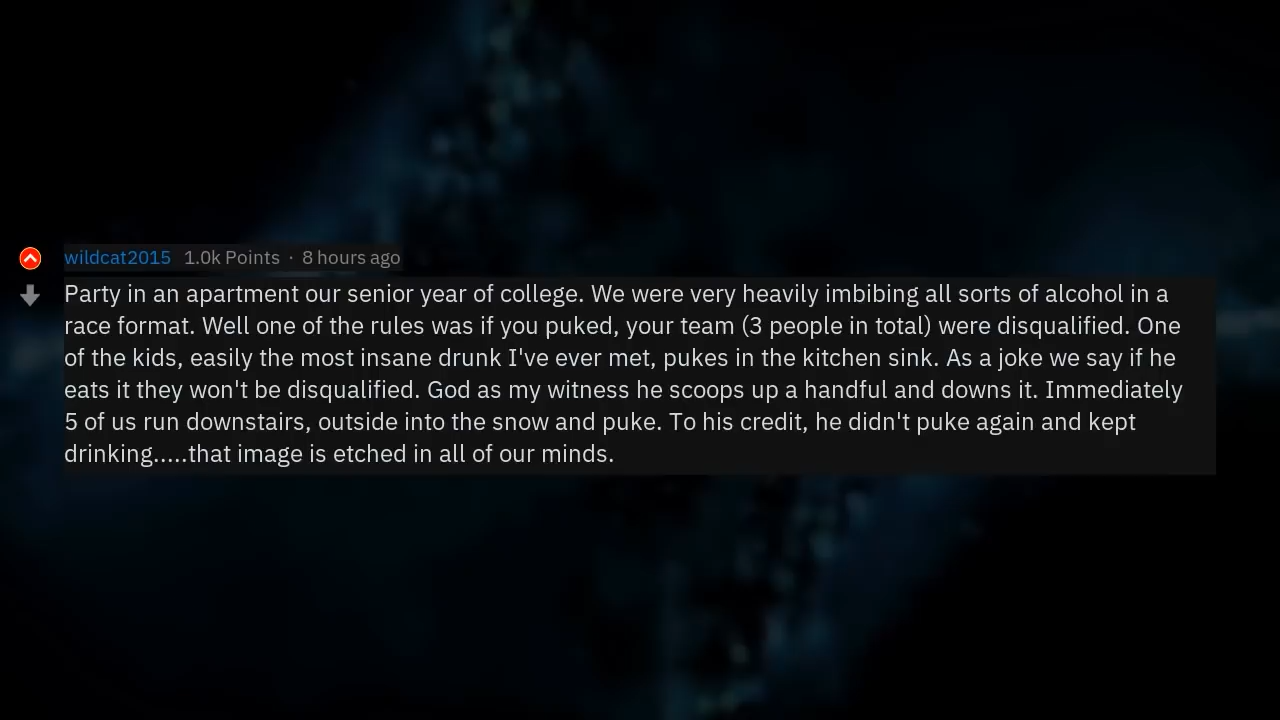 wildcat2015 1.0k Points · 8 hours ago
Party in an apartment our senior year of college. We were very heavily imbibing all sorts of alcohol in a
race format. Well one of the rules was if you puked, your team (3 people in total) were disqualified. One
of the kids, easily the most insane drunk I've ever met, pukes in the kitchen sink. As a joke we say if he
eats it they won't be disqualified. God as my witness he scoops up a handful and downs it. Immediately
5 of us run downstairs, outside into the snow and puke. To his credit, he didn't puke again and kept
drinking.....that image is etched in all of our minds.